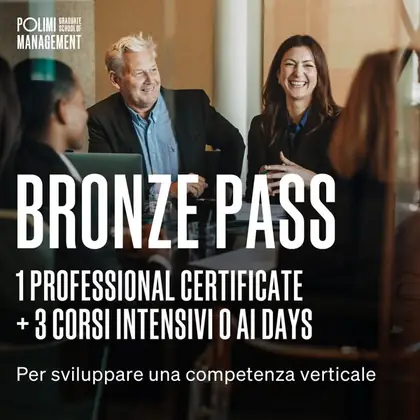 POLIMI GRADUATE
SCHOOL OF
MANAGEMENT
BRONZE PASS
1 PROFESSIONAL CERTIFICATE
+ 3 CORSI INTENSIVI O AI DAYS
Per sviluppare una competenza verticale